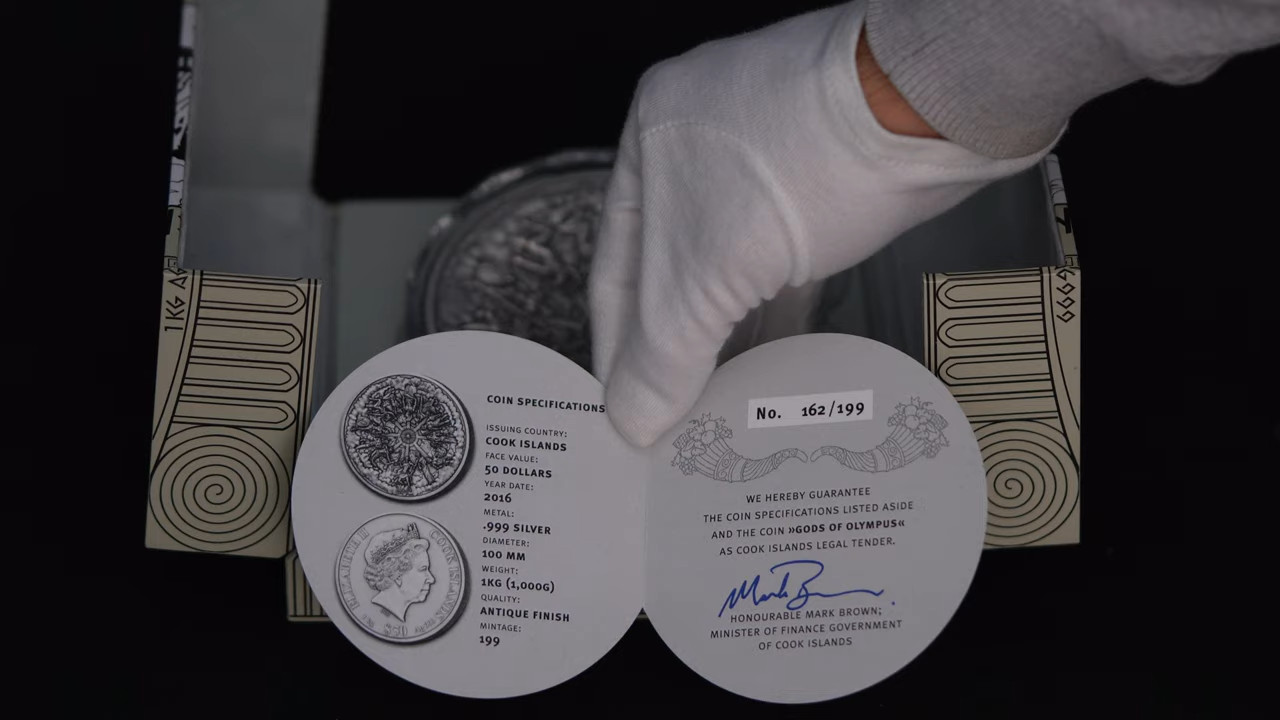 1KG A
COIN SPECIFICATIONS
ISSUING COUNTRY:
COOK ISLANDS
FACE VALUE:
50 DOLLARS
YEAR DATE:
2016
METAL:
.999 SILVER
DIAMETER:
100 MM
WEIGHT:
1KG (1,000G)
QUALITY:
ANTIQUE FINISH
MINTAGE:
199
ELIZABETH II
COOK ISLANDS
$50
No. 162/199
WE HEREBY GUARANTEE
THE COIN SPECIFICATIONS LISTED ASIDE
AND THE COIN »GODS OF OLYMPUS«
AS COOK ISLANDS LEGAL TENDER.
HONOURABLE MARK BROWN;
MINISTER OF FINANCE GOVERNMENT
OF COOK ISLANDS